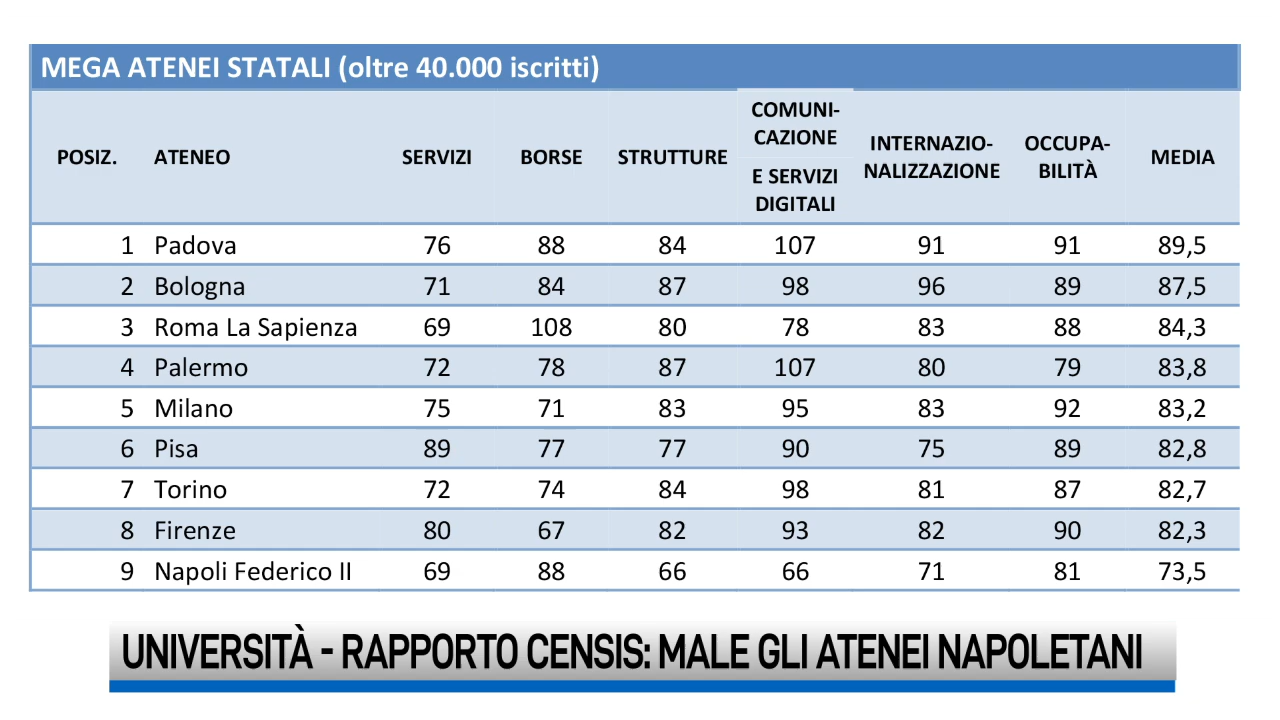 MEGA ATENEI STATALI (oltre 40.000 iscritti)
POSIZ. ATENEO SERVIZI BORSE STRUTTURE COMUNI-
CAZIONE
E SERVIZI
DIGITALI INTERNAZIO-
NALIZZAZIONE OCCUPA-
BILITÀ MEDIA
1 Padova 76 88 84 107 91 91 89,5
2 Bologna 71 84 87 98 96 89 87,5
3 Roma La Sapienza 69 108 80 78 83 88 84,3
4 Palermo 72 78 87 107 80 79 83,8
5 Milano 75 71 83 95 83 92 83,2
6 Pisa 89 77 77 90 75 89 82,8
7 Torino 72 74 84 98 81 87 82,7
8 Firenze 80 67 82 93 82 90 82,3
9 Napoli Federico II 69 88 66 66 71 81 73,5
UNIVERSITÀ - RAPPORTO CENSIS: MALE GLI ATENEI NAPOLETANI